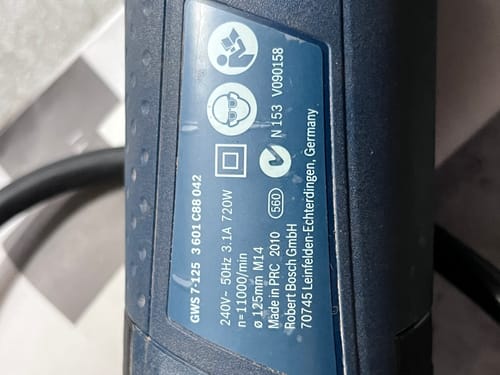 GWS 7-125 3 601 C88 042
240V~ 50Hz 3.1A 720W
n=11000/min
ø 125mm M14
Made in PRC 2010 560
Robert Bosch GmbH
70745 Leinfelden-Echterdingen, Germany
N 153 V090158